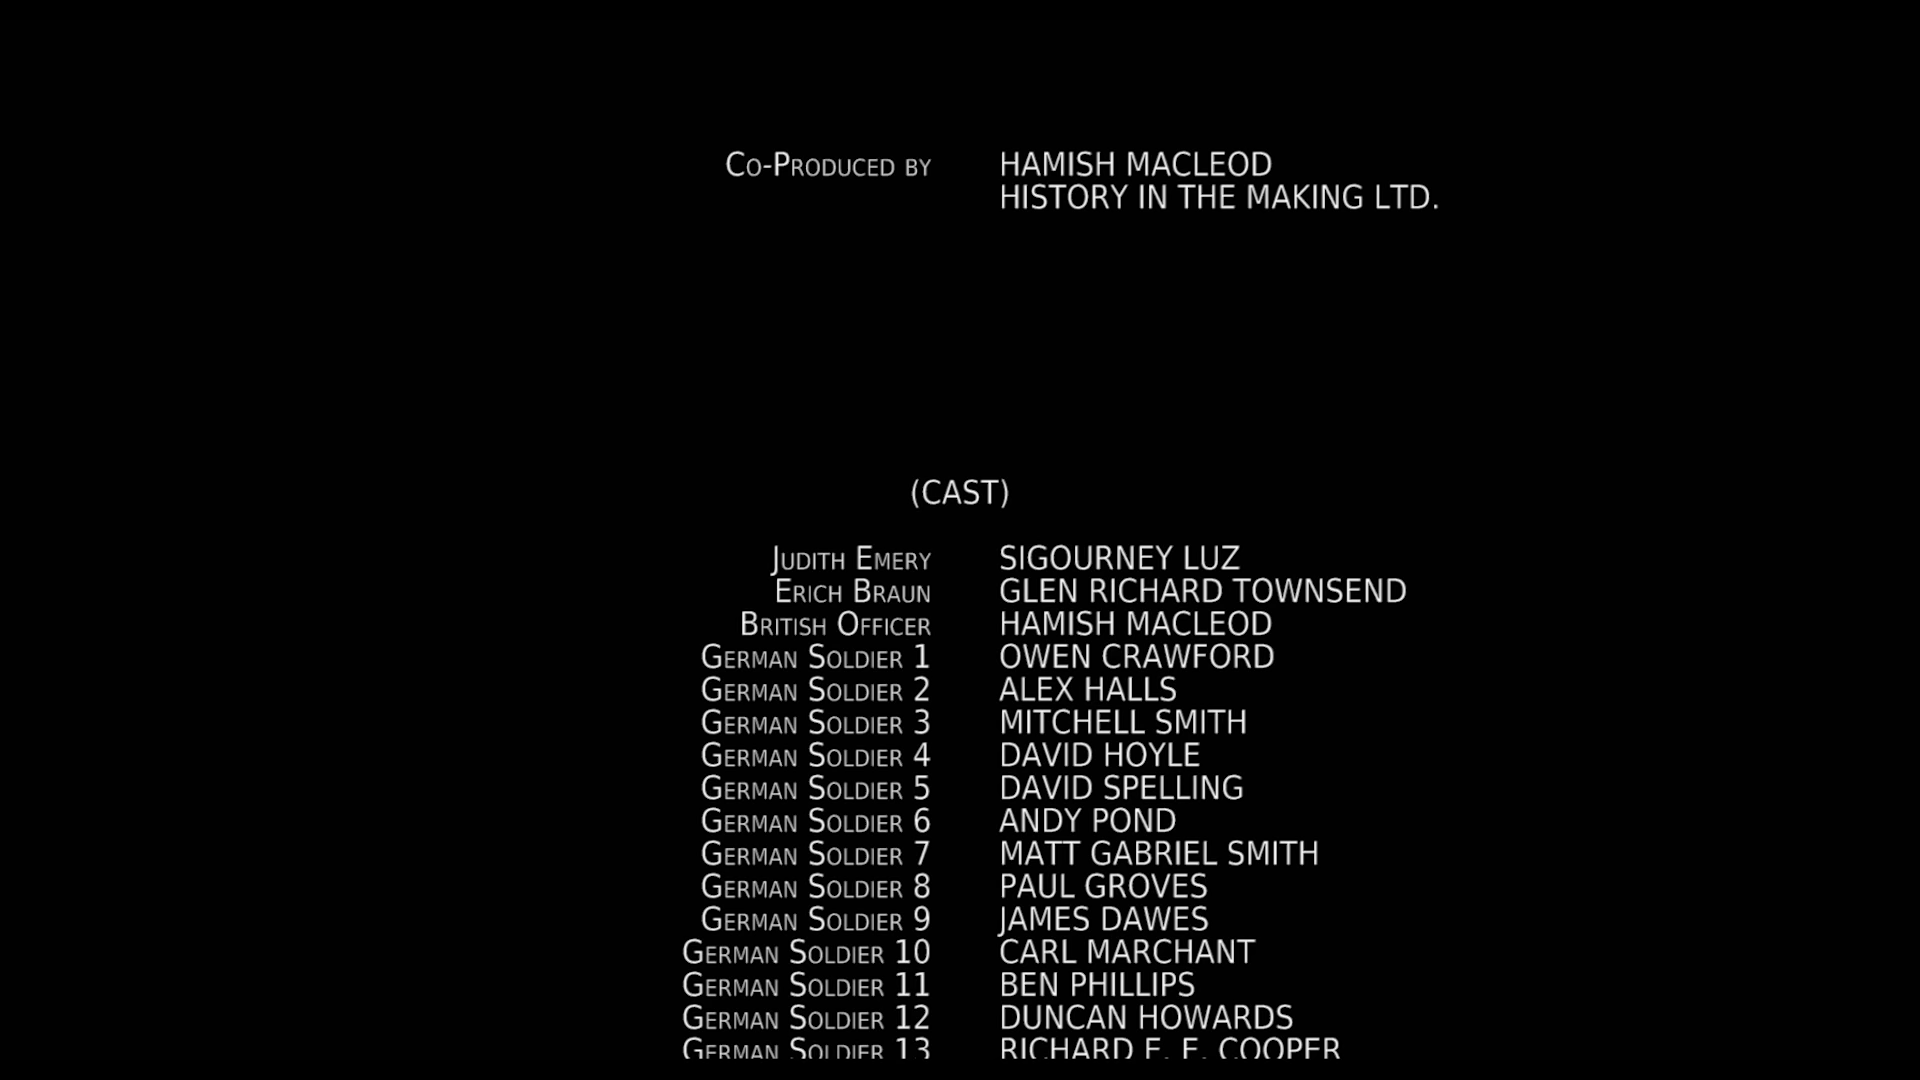 Co-Produced by HAMISH MACLEOD
HISTORY IN THE MAKING LTD.
(CAST)
Judith Emery SIGOURNEY LUZ
Erich Braun GLEN RICHARD TOWNSEND
British Officer HAMISH MACLEOD
German Soldier 1 OWEN CRAWFORD
German Soldier 2 ALEX HALLS
German Soldier 3 MITCHELL SMITH
German Soldier 4 DAVID HOYLE
German Soldier 5 DAVID SPELLING
German Soldier 6 ANDY POND
German Soldier 7 MATT GABRIEL SMITH
German Soldier 8 PAUL GROVES
German Soldier 9 JAMES DAWES
German Soldier 10 CARL MARCHANT
German Soldier 11 BEN PHILLIPS
German Soldier 12 DUNCAN HOWARDS
German Soldier 13 RICHARD COOPER